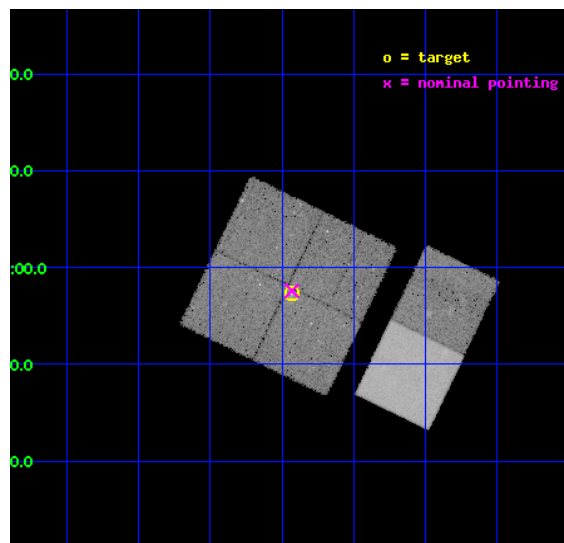 o = target
0.0
x = nominal pointing
0.0
:00.0
0.0
0.0